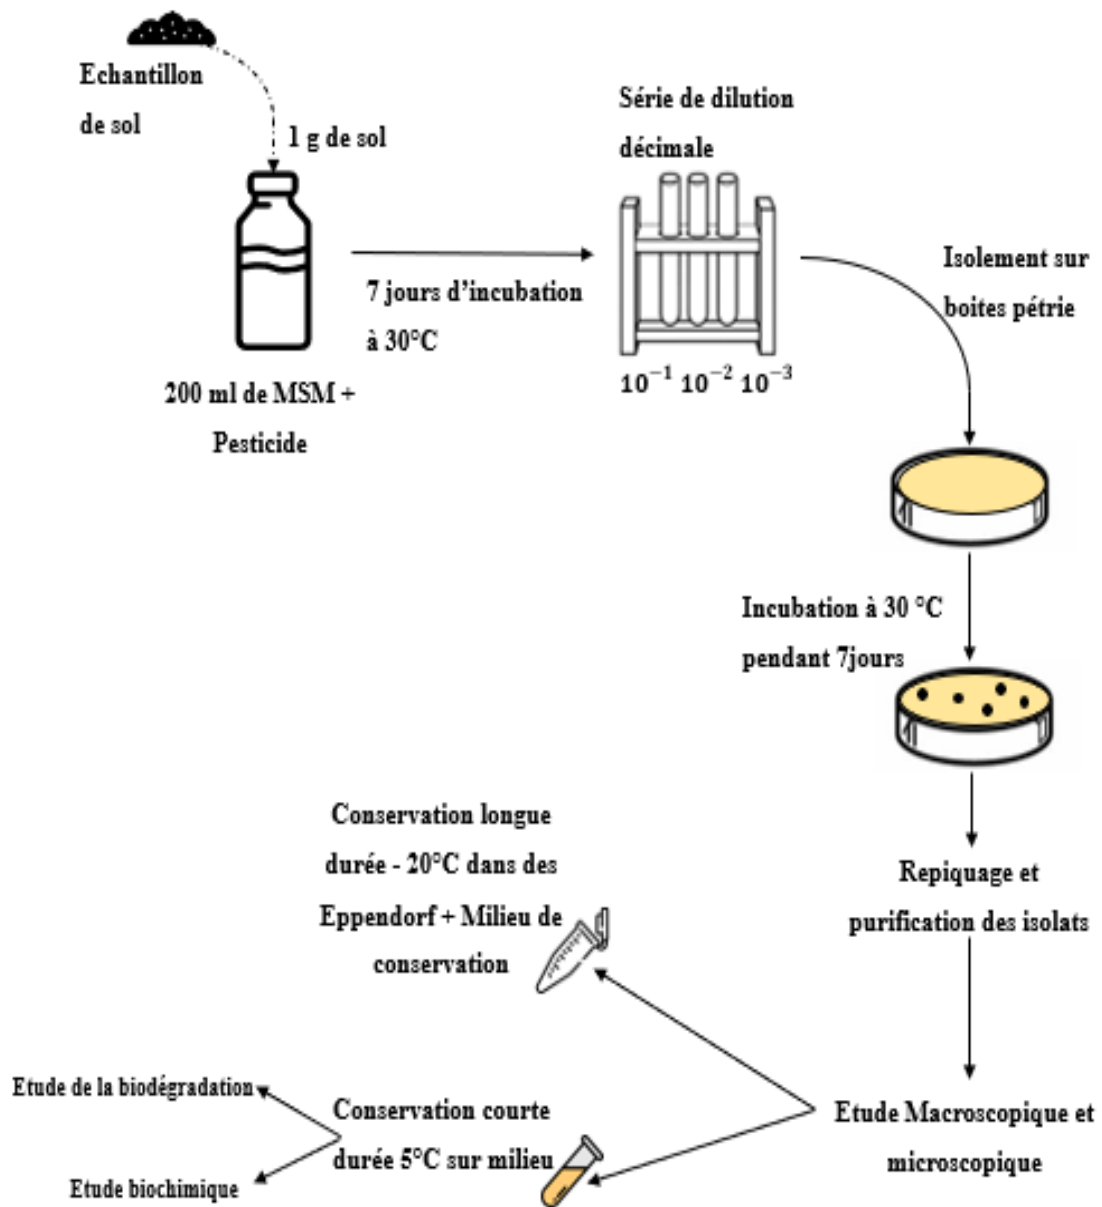 Echantillon
de sol
1 g de sol
200 ml de MSM +
Pesticide
7 jours d’incubation
à 30°C
Série de dilution
décimale
10⁻¹ 10⁻² 10⁻³
Isolement sur
boites pétrie
Incubation à 30 °C
pendant 7jours
Repiquage et
purification des isolats
Etude Macroscopique et
microscopique
Conservation longue
durée - 20°C dans des
Eppendorf + Milieu de
conservation
Conservation courte
durée 5°C sur milieu
Etude de la biodégradation
Etude biochimique